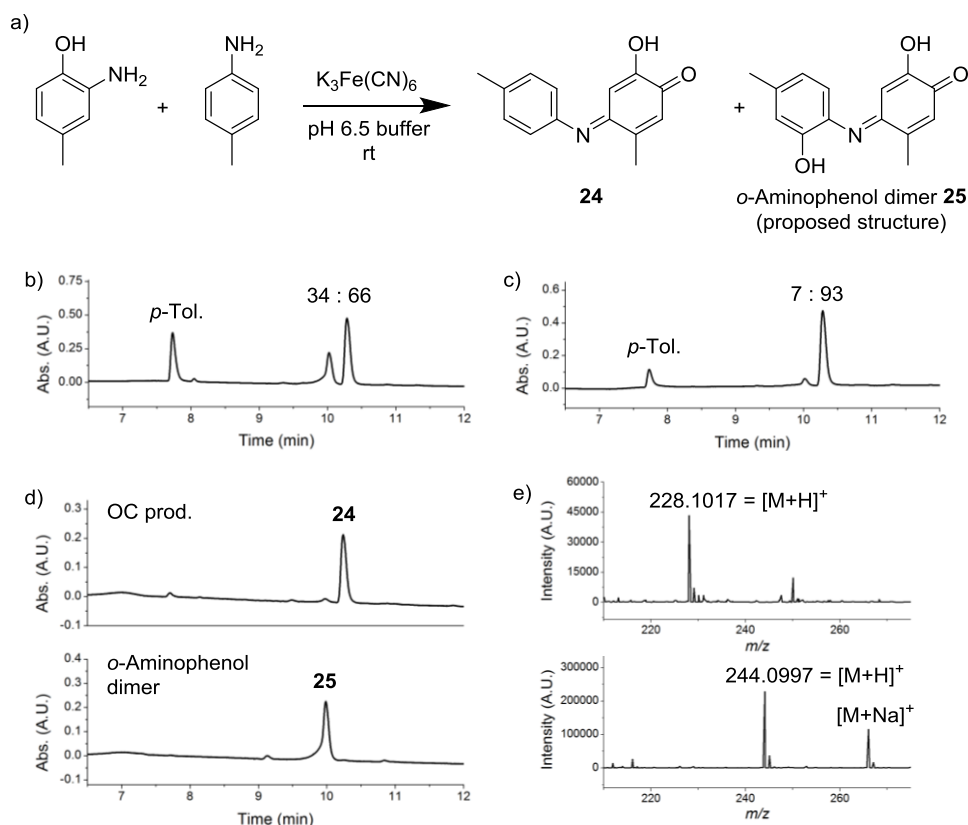 a)
OH
NH2
+
NH2
K3Fe(CN)6
pH 6.5 buffer
rt
OH
O
N
24
+
OH
O
N
OH
o-Aminophenol dimer 25
(proposed structure)
b)
Abs. (A.U.)
0.75
0.50
0.25
0.00
p-Tol.
34 : 66
7 8 9 10 11 12
Time (min)
c)
Abs. (A.U.)
0.6
0.4
0.2
0.0
p-Tol.
7 : 93
7 8 9 10 11 12
Time (min)
d)
Abs. (A.U.)
0.3
0.2
0.1
0.0
-0.1
OC prod.
24
Abs. (A.U.)
0.4
0.3
0.2
0.1
0.0
-0.1
o-Aminophenol
dimer
25
7 8 9 10 11 12
Time (min)
e)
Intensity (A.U.)
60000
45000
30000
15000
0
228.1017 = [M+H]+
220 240 260
m/z
Intensity (A.U.)
300000
200000
100000
0
244.0997 = [M+H]+
[M+Na]+
220 240 260
m/z